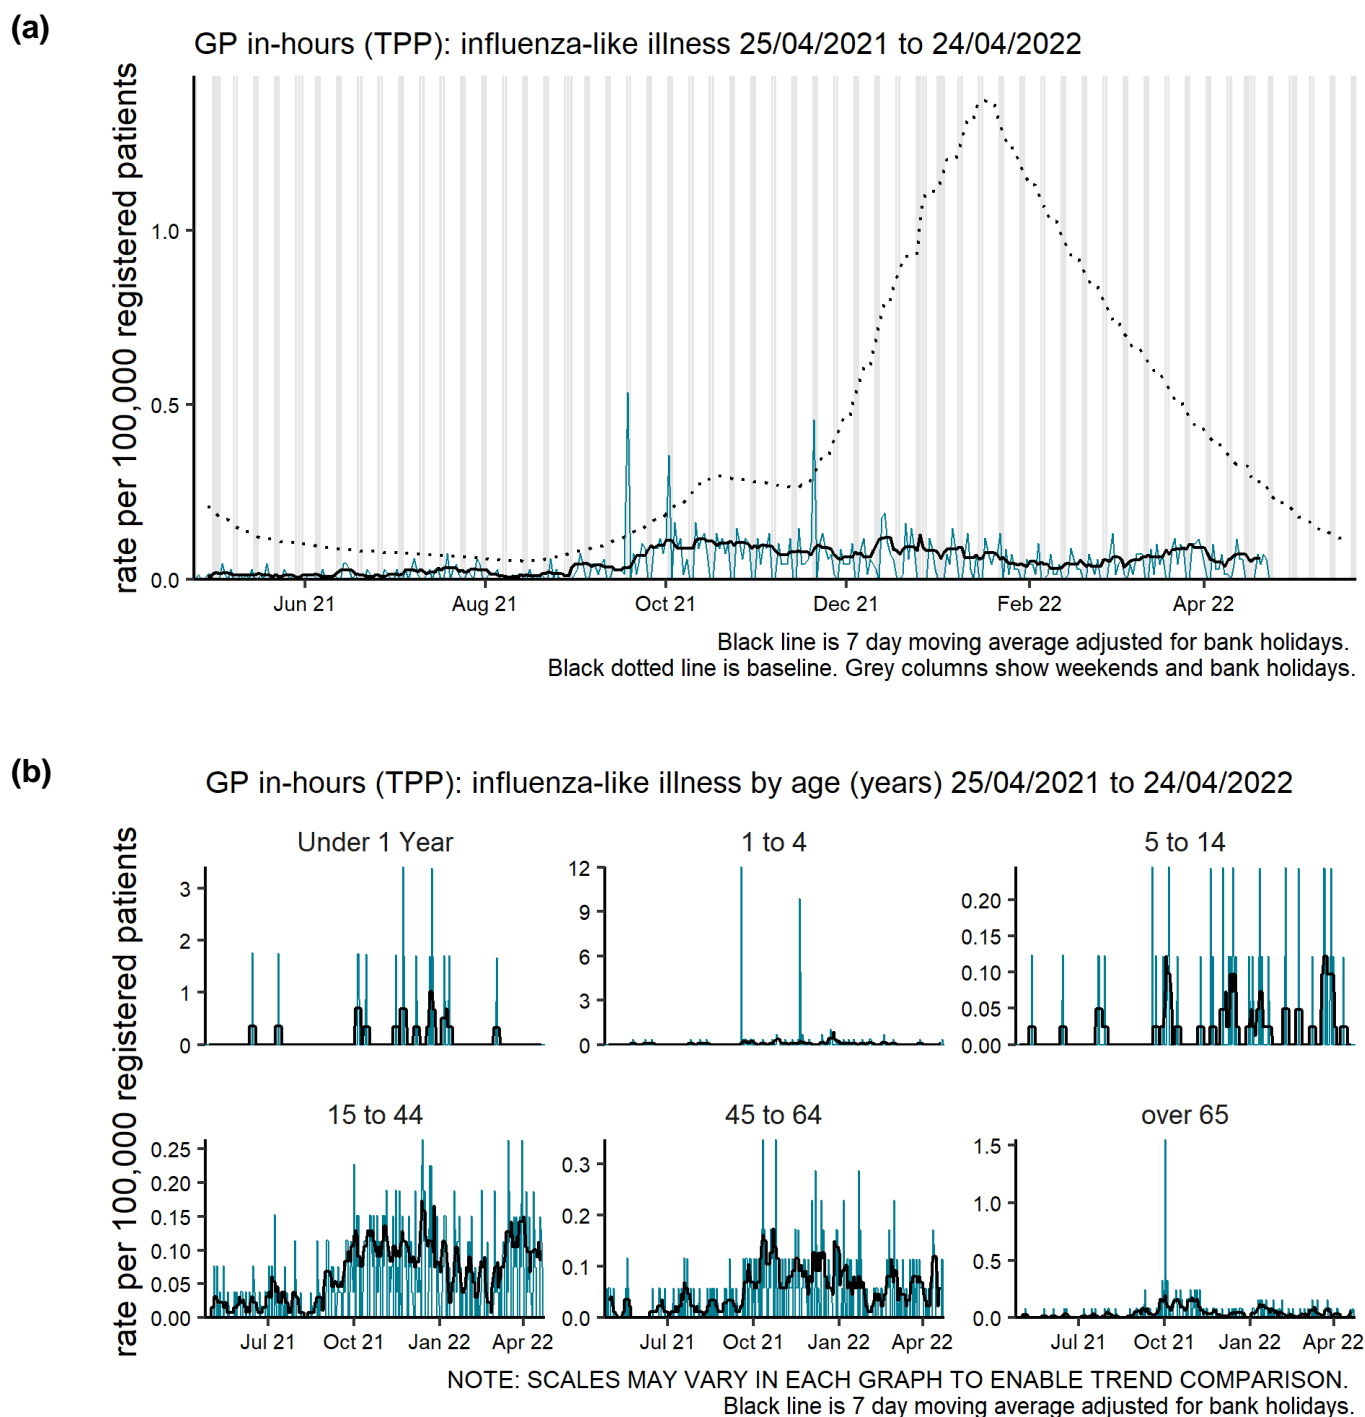 (a)
GP in-hours (TPP): influenza-like illness 25/04/2021 to 24/04/2022
rate per 100,000 registered patients
1.0
0.5
0.0
Jun 21 Aug 21 Oct 21 Dec 21 Feb 22 Apr 22
Black line is 7 day moving average adjusted for bank holidays.
Black dotted line is baseline. Grey columns show weekends and bank holidays.
(b)
GP in-hours (TPP): influenza-like illness by age (years) 25/04/2021 to 24/04/2022
rate per 100,000 registered patients
Under 1 Year
3
2
1
0
1 to 4
12
9
6
3
0
5 to 14
0.20
0.15
0.10
0.05
0.00
15 to 44
0.25
0.20
0.15
0.10
0.05
0.00
Jul 21 Oct 21 Jan 22 Apr 22
45 to 64
0.3
0.2
0.1
0.0
Jul 21 Oct 21 Jan 22 Apr 22
over 65
1.5
1.0
0.5
0.0
Jul 21 Oct 21 Jan 22 Apr 22
NOTE: SCALES MAY VARY IN EACH GRAPH TO ENABLE TREND COMPARISON.
Black line is 7 day moving average adjusted for bank holidays.